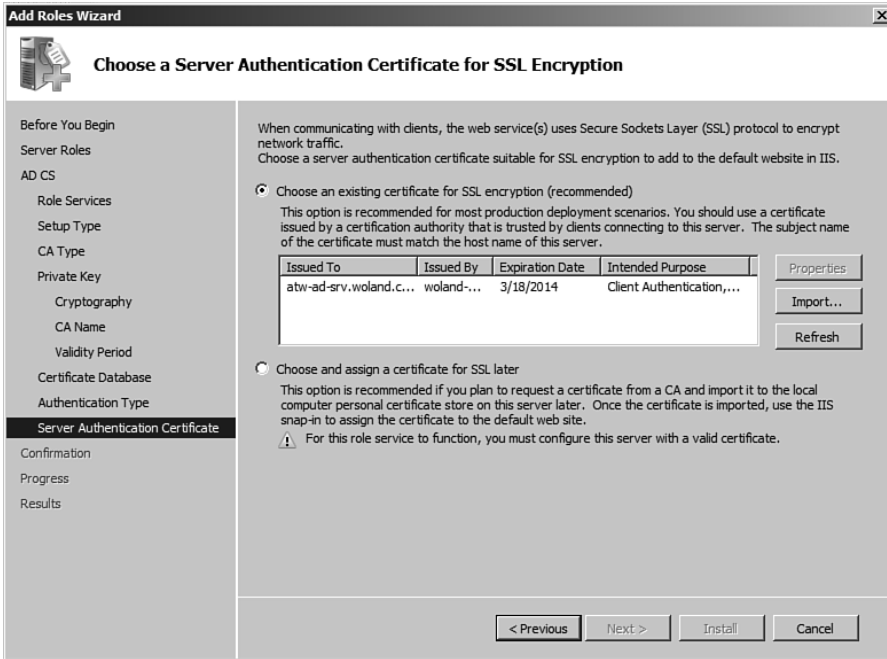 Add Roles Wizard
Choose a Server Authentication Certificate for SSL Encryption
Before You Begin
Server Roles
AD CS
Role Services
Setup Type
CA Type
Private Key
Cryptography
CA Name
Validity Period
Certificate Database
Authentication Type
Server Authentication Certificate
Confirmation
Progress
Results
When communicating with clients, the web service(s) uses Secure Sockets Layer (SSL) protocol to encrypt
network traffic.
Choose a server authentication certificate suitable for SSL encryption to add to the default website in IIS.
Choose an existing certificate for SSL encryption (recommended)
This option is recommended for most production deployment scenarios. You should use a certificate
issued by a certification authority that is trusted by clients connecting to this server. The subject name
of the certificate must match the host name of this server.
Issued To Issued By Expiration Date Intended Purpose
atw-ad-srv.woland.c... woland-... 3/18/2014 Client Authentication,...
Properties
Import...
Refresh
Choose and assign a certificate for SSL later
This option is recommended if you plan to request a certificate from a CA and import it to the local
computer personal certificate store on this server later. Once the certificate is imported, use the IIS
snap-in to assign the certificate to the default web site.
For this role service to function, you must configure this server with a valid certificate.
< Previous Next > Install Cancel